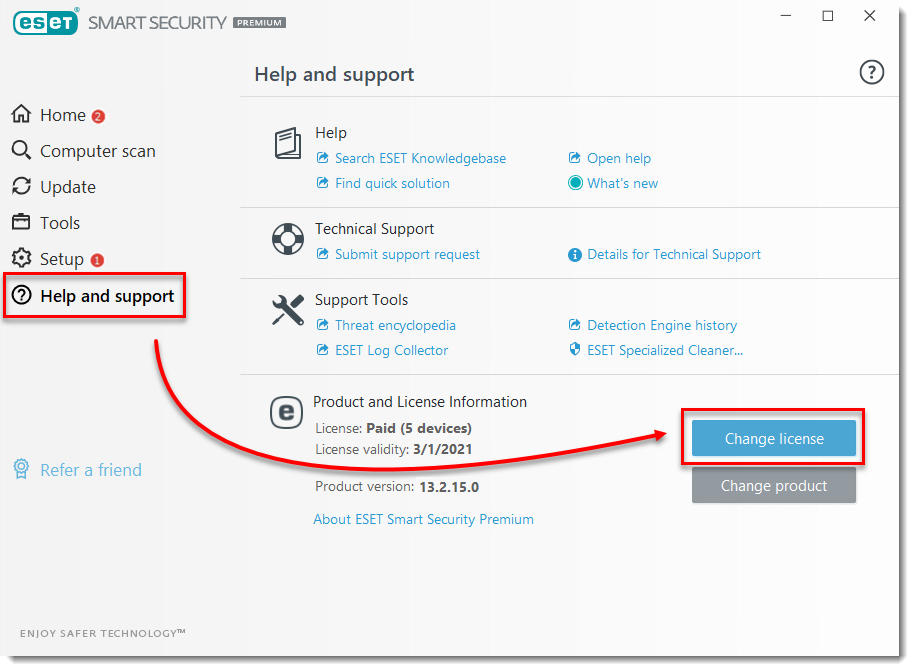 eseT® SMART SECURITY PREMIUM
Help and support
?
Home 2
Computer scan
Update
Tools
Setup 1
Help and support
Refer a friend
Help
Search ESET Knowledgebase Open help
Find quick solution What's new
Technical Support
Submit support request Details for Technical Support
Support Tools
Threat encyclopedia Detection Engine history
ESET Log Collector ESET Specialized Cleaner...
e Product and License Information
License: Paid (5 devices)
License validity: 3/1/2021
Change license
Product version: 13.2.15.0
Change product
About ESET Smart Security Premium
ENJOY SAFER TECHNOLOGY™